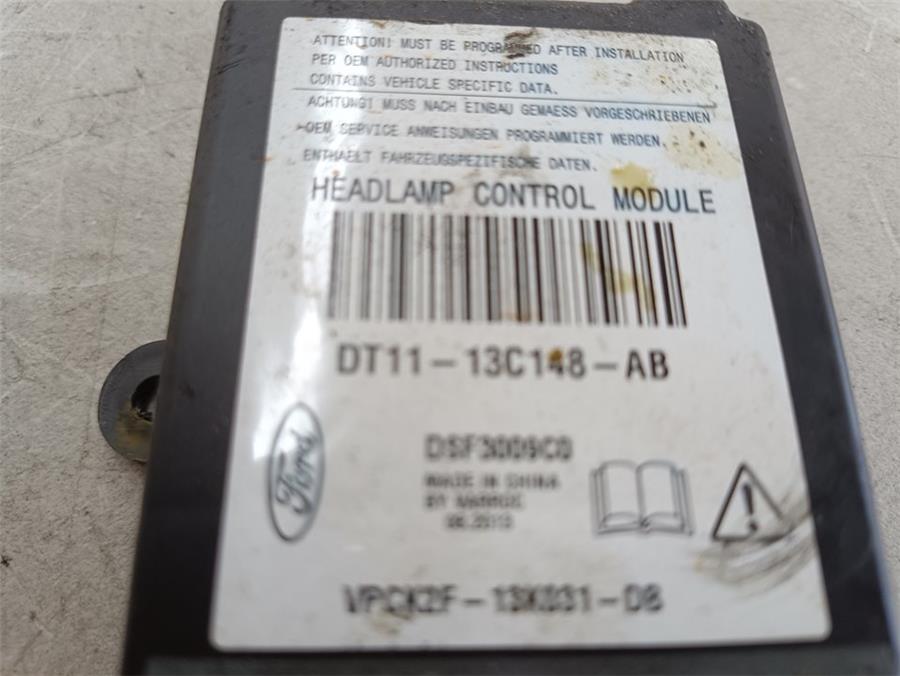 ATTENTION! MUST BE PROGRAMMED AFTER INSTALLATION
PER OEM AUTHORIZED INSTRUCTIONS
CONTAINS VEHICLE SPECIFIC DATA.
ACHTUNG! MUSS NACH EINBAU GEMAESS VORGESCHRIEBENEN
OEM SERVICE ANWEISUNGEN PROGRAMMIERT WERDEN.
ENTHAELT FAHRZEUGSPEZIFISCHE DATEN.
HEADLAMP CONTROL MODULE
DT11-13C148-AB
Ford
DSF3009C0
MADE IN CHINA
BY